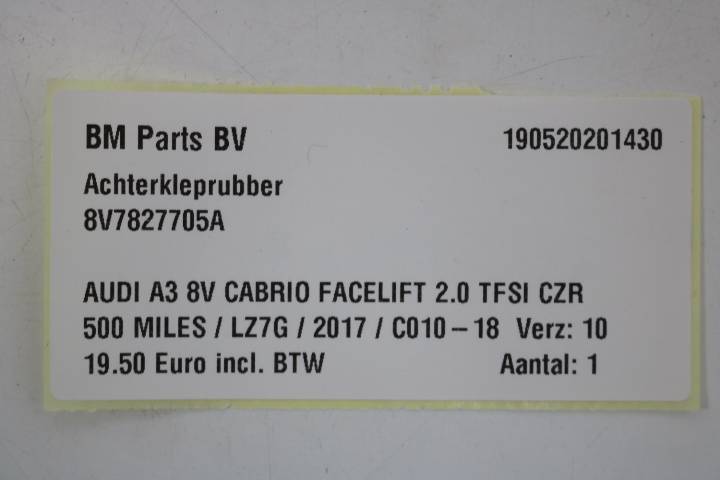 BM Parts BV 190520201430
Achterkleprubber
8V7827705A
AUDI A3 8V CABRIO FACELIFT 2.0 TFSI CZR
500 MILES / LZ7G / 2017 / C010-18 Verz: 10
19.50 Euro incl. BTW Aantal: 1